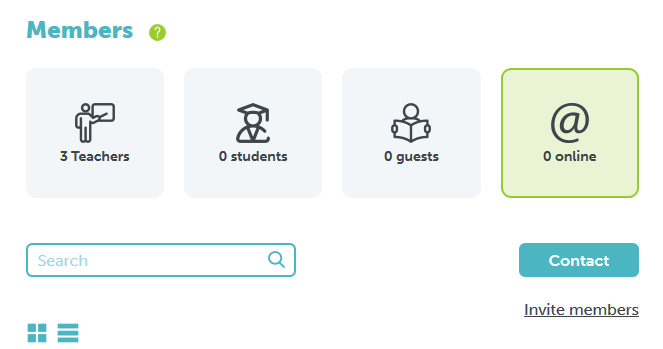 Members ?
3 Teachers
0 students
0 guests
@
0 online
Search
Contact
Invite members